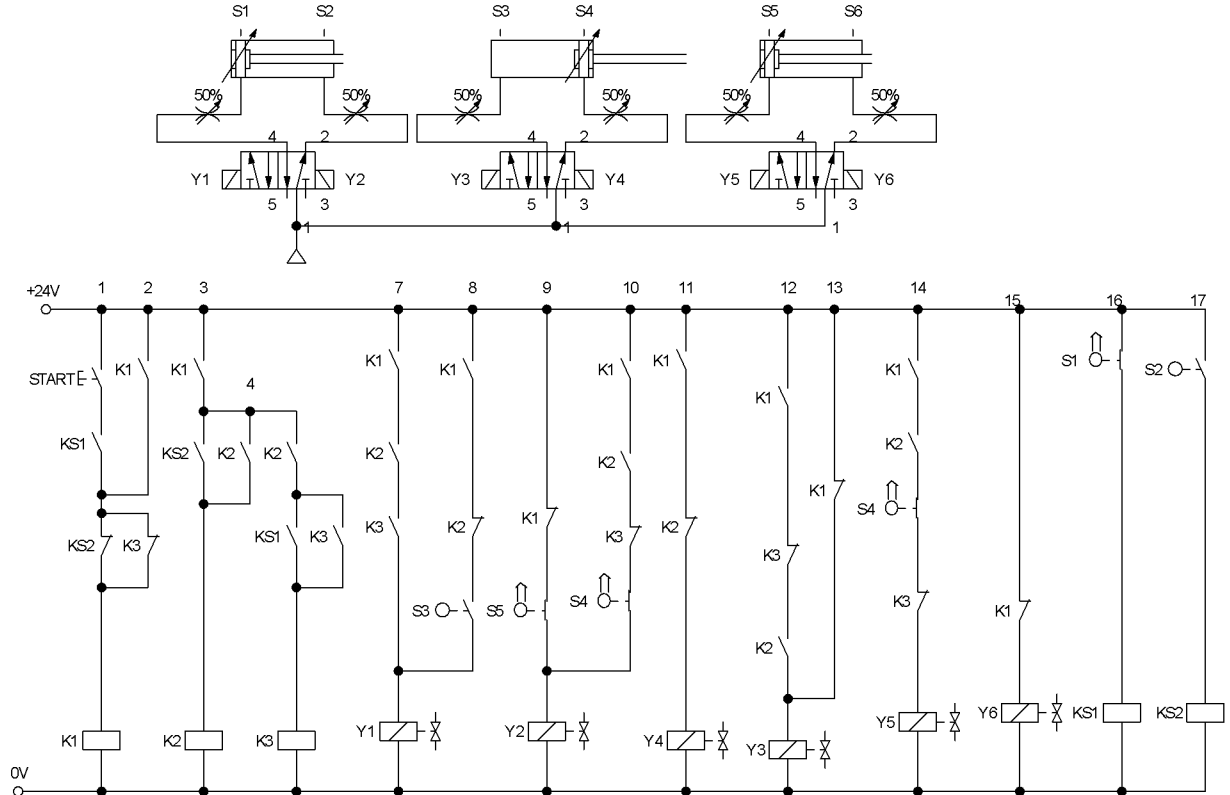 S1 S2 S3 S4 S5 S6
50% 50% 50% 50% 50% 50%
4 2 4 2 4 2
Y1 Y2 Y3 Y4 Y5 Y6
5 3 5 3 5 3
1 1 1
+24V 1 2 3 7 8 9 10 11 12 13 14 15 16 17
START K1 K1 4 K1 K1 K1 K1 K1 K1 S1 S2
KS1 KS2 K2 K2 K2 K2 K2 K1 S4
KS2 K3 KS1 K3 K3 K2 K1 K3 K2 K3
S3 S5 S4 K3 K1
K2
K1 K2 K3 Y1 Y2 Y4 Y3 Y5 Y6 KS1 KS2
0V